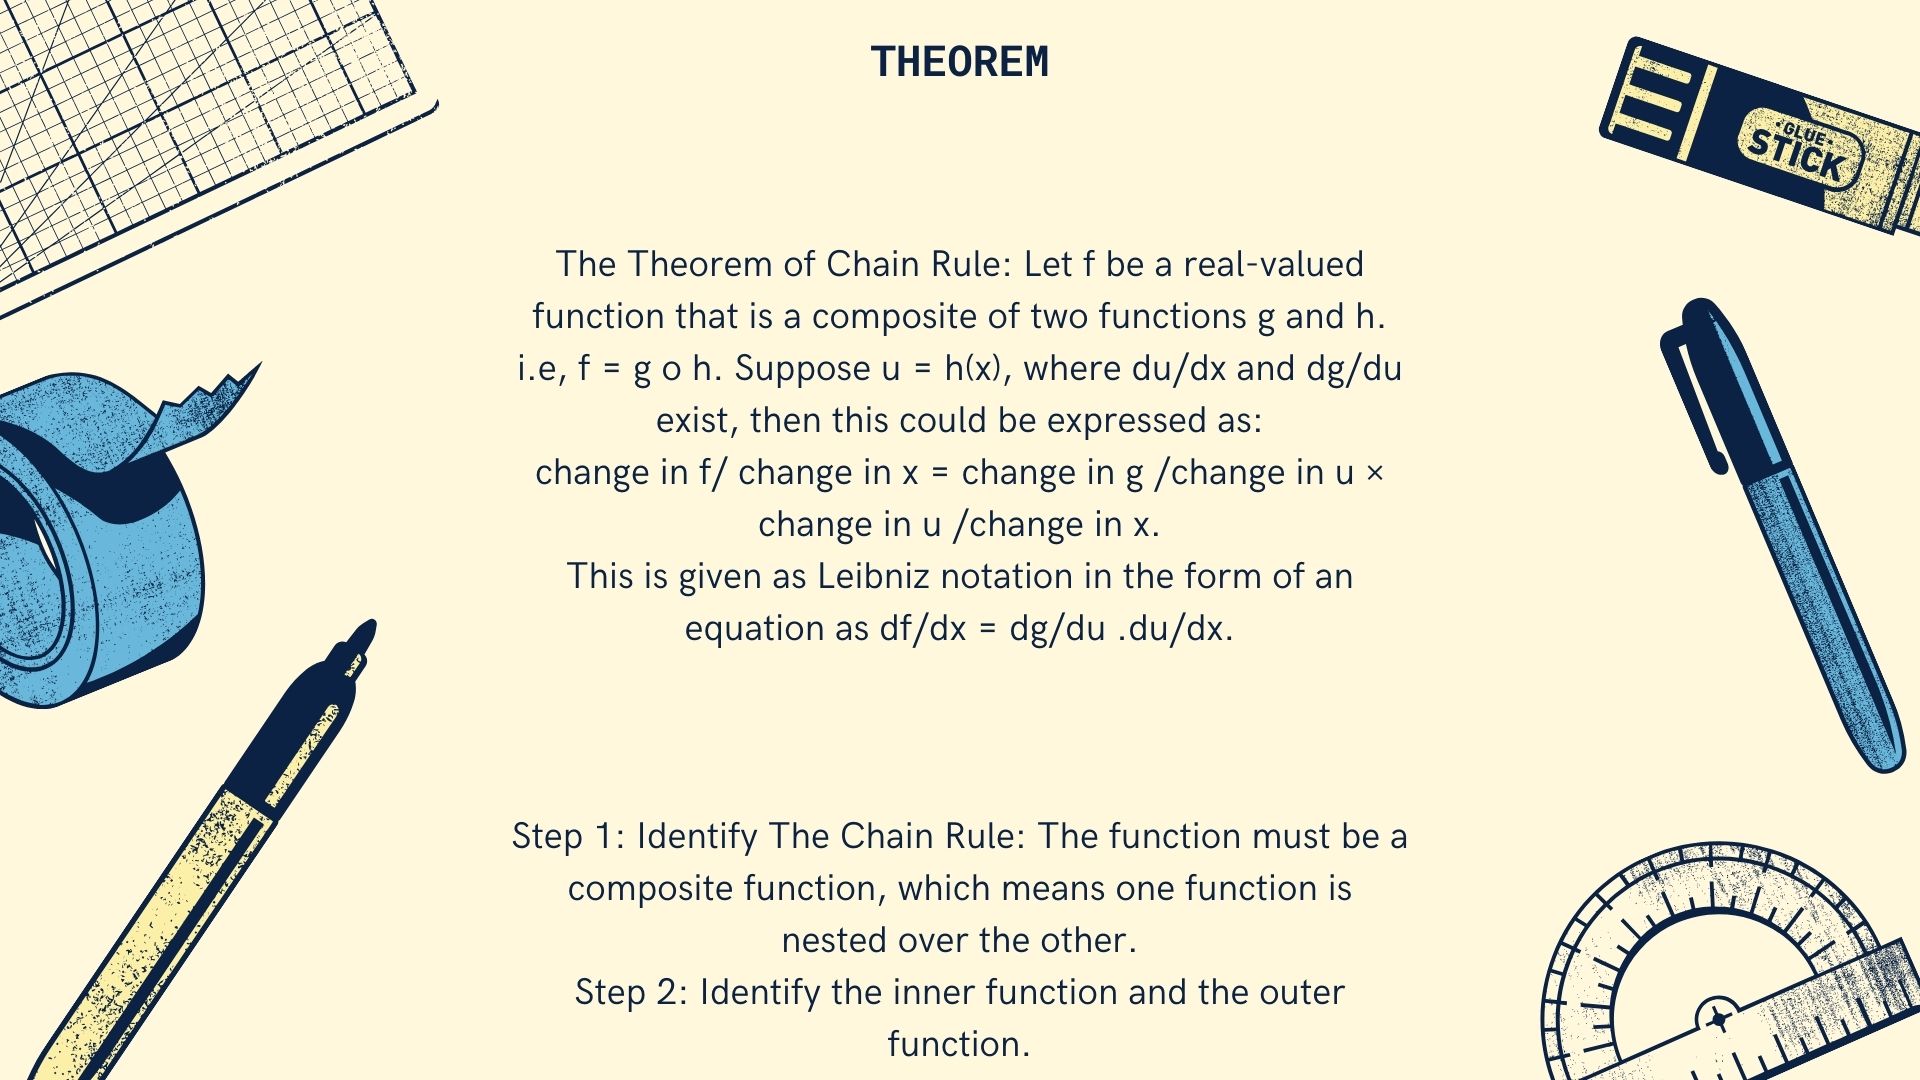 THEOREM
GLUE
STICK
The Theorem of Chain Rule: Let f be a real-valued
function that is a composite of two functions g and h.
i.e, f = g o h. Suppose u = h(x), where du/dx and dg/du
exist, then this could be expressed as:
change in f/ change in x = change in g /change in u ×
change in u /change in x.
This is given as Leibniz notation in the form of an
equation as df/dx = dg/du .du/dx.
Step 1: Identify The Chain Rule: The function must be a
composite function, which means one function is
nested over the other.
Step 2: Identify the inner function and the outer
function.